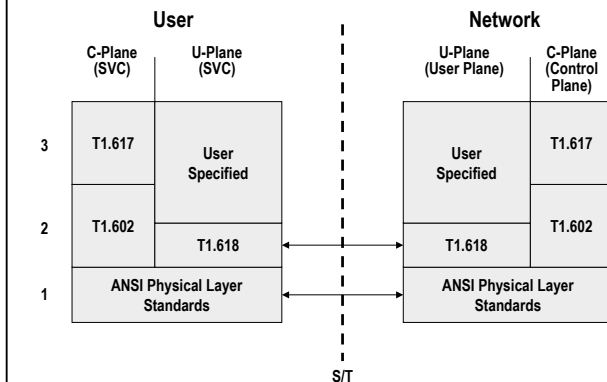 User
Network
C-Plane
(SVC)
U-Plane
(SVC)
U-Plane
(User Plane)
C-Plane
(Control
Plane)
3
T1.617
User
Specified
User
Specified
T1.617
2
T1.602
T1.618
T1.618
T1.602
1
ANSI Physical Layer
Standards
ANSI Physical Layer
Standards
S/T